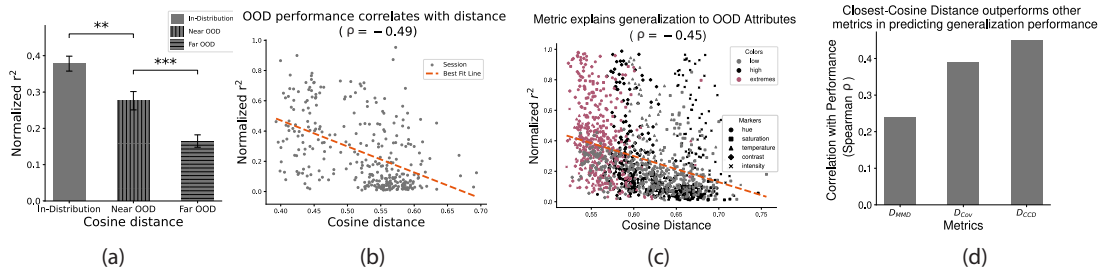 In-Distribution
Near OOD
Far OOD
**
***
0.4
0.3
0.2
0.1
0.0
Normalized r²
In-Distribution Near OOD Far OOD
Cosine distance
(a)
OOD performance correlates with distance
( ρ = −0.49)
Session
Best Fit Line
1.0
0.8
0.6
0.4
0.2
0.0
Normalized r²
0.40 0.45 0.50 0.55 0.60 0.65 0.70
Cosine distance
(b)
Metric explains generalization to OOD Attributes
( ρ = −0.45)
Colors
low
high
extremes
Markers
hue
saturation
temperature
contrast
intensity
1.0
0.8
0.6
0.4
0.2
0.0
Normalized r²
0.55 0.60 0.65 0.70 0.75
Cosine Distance
(c)
Closest-Cosine Distance outperforms other
metrics in predicting generalization performance
0.4
0.3
0.2
0.1
0.0
Correlation with Performance
(Spearman ρ )
D_MMD D_Cov D_CCD
Metrics
(d)